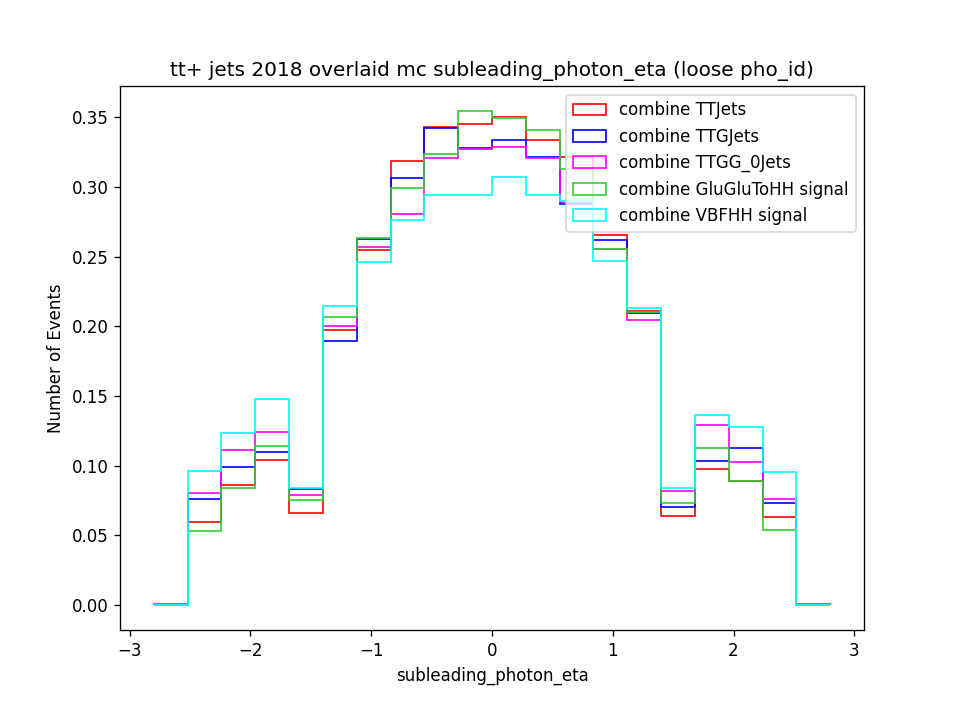 tt+ jets 2018 overlaid mc subleading_photon_eta (loose pho_id)
combine TTJets
combine TTGJets
combine TTGG_0Jets
combine GluGluToHH signal
combine VBFHH signal
Number of Events
0.35
0.30
0.25
0.20
0.15
0.10
0.05
0.00
−3 −2 −1 0 1 2 3
subleading_photon_eta